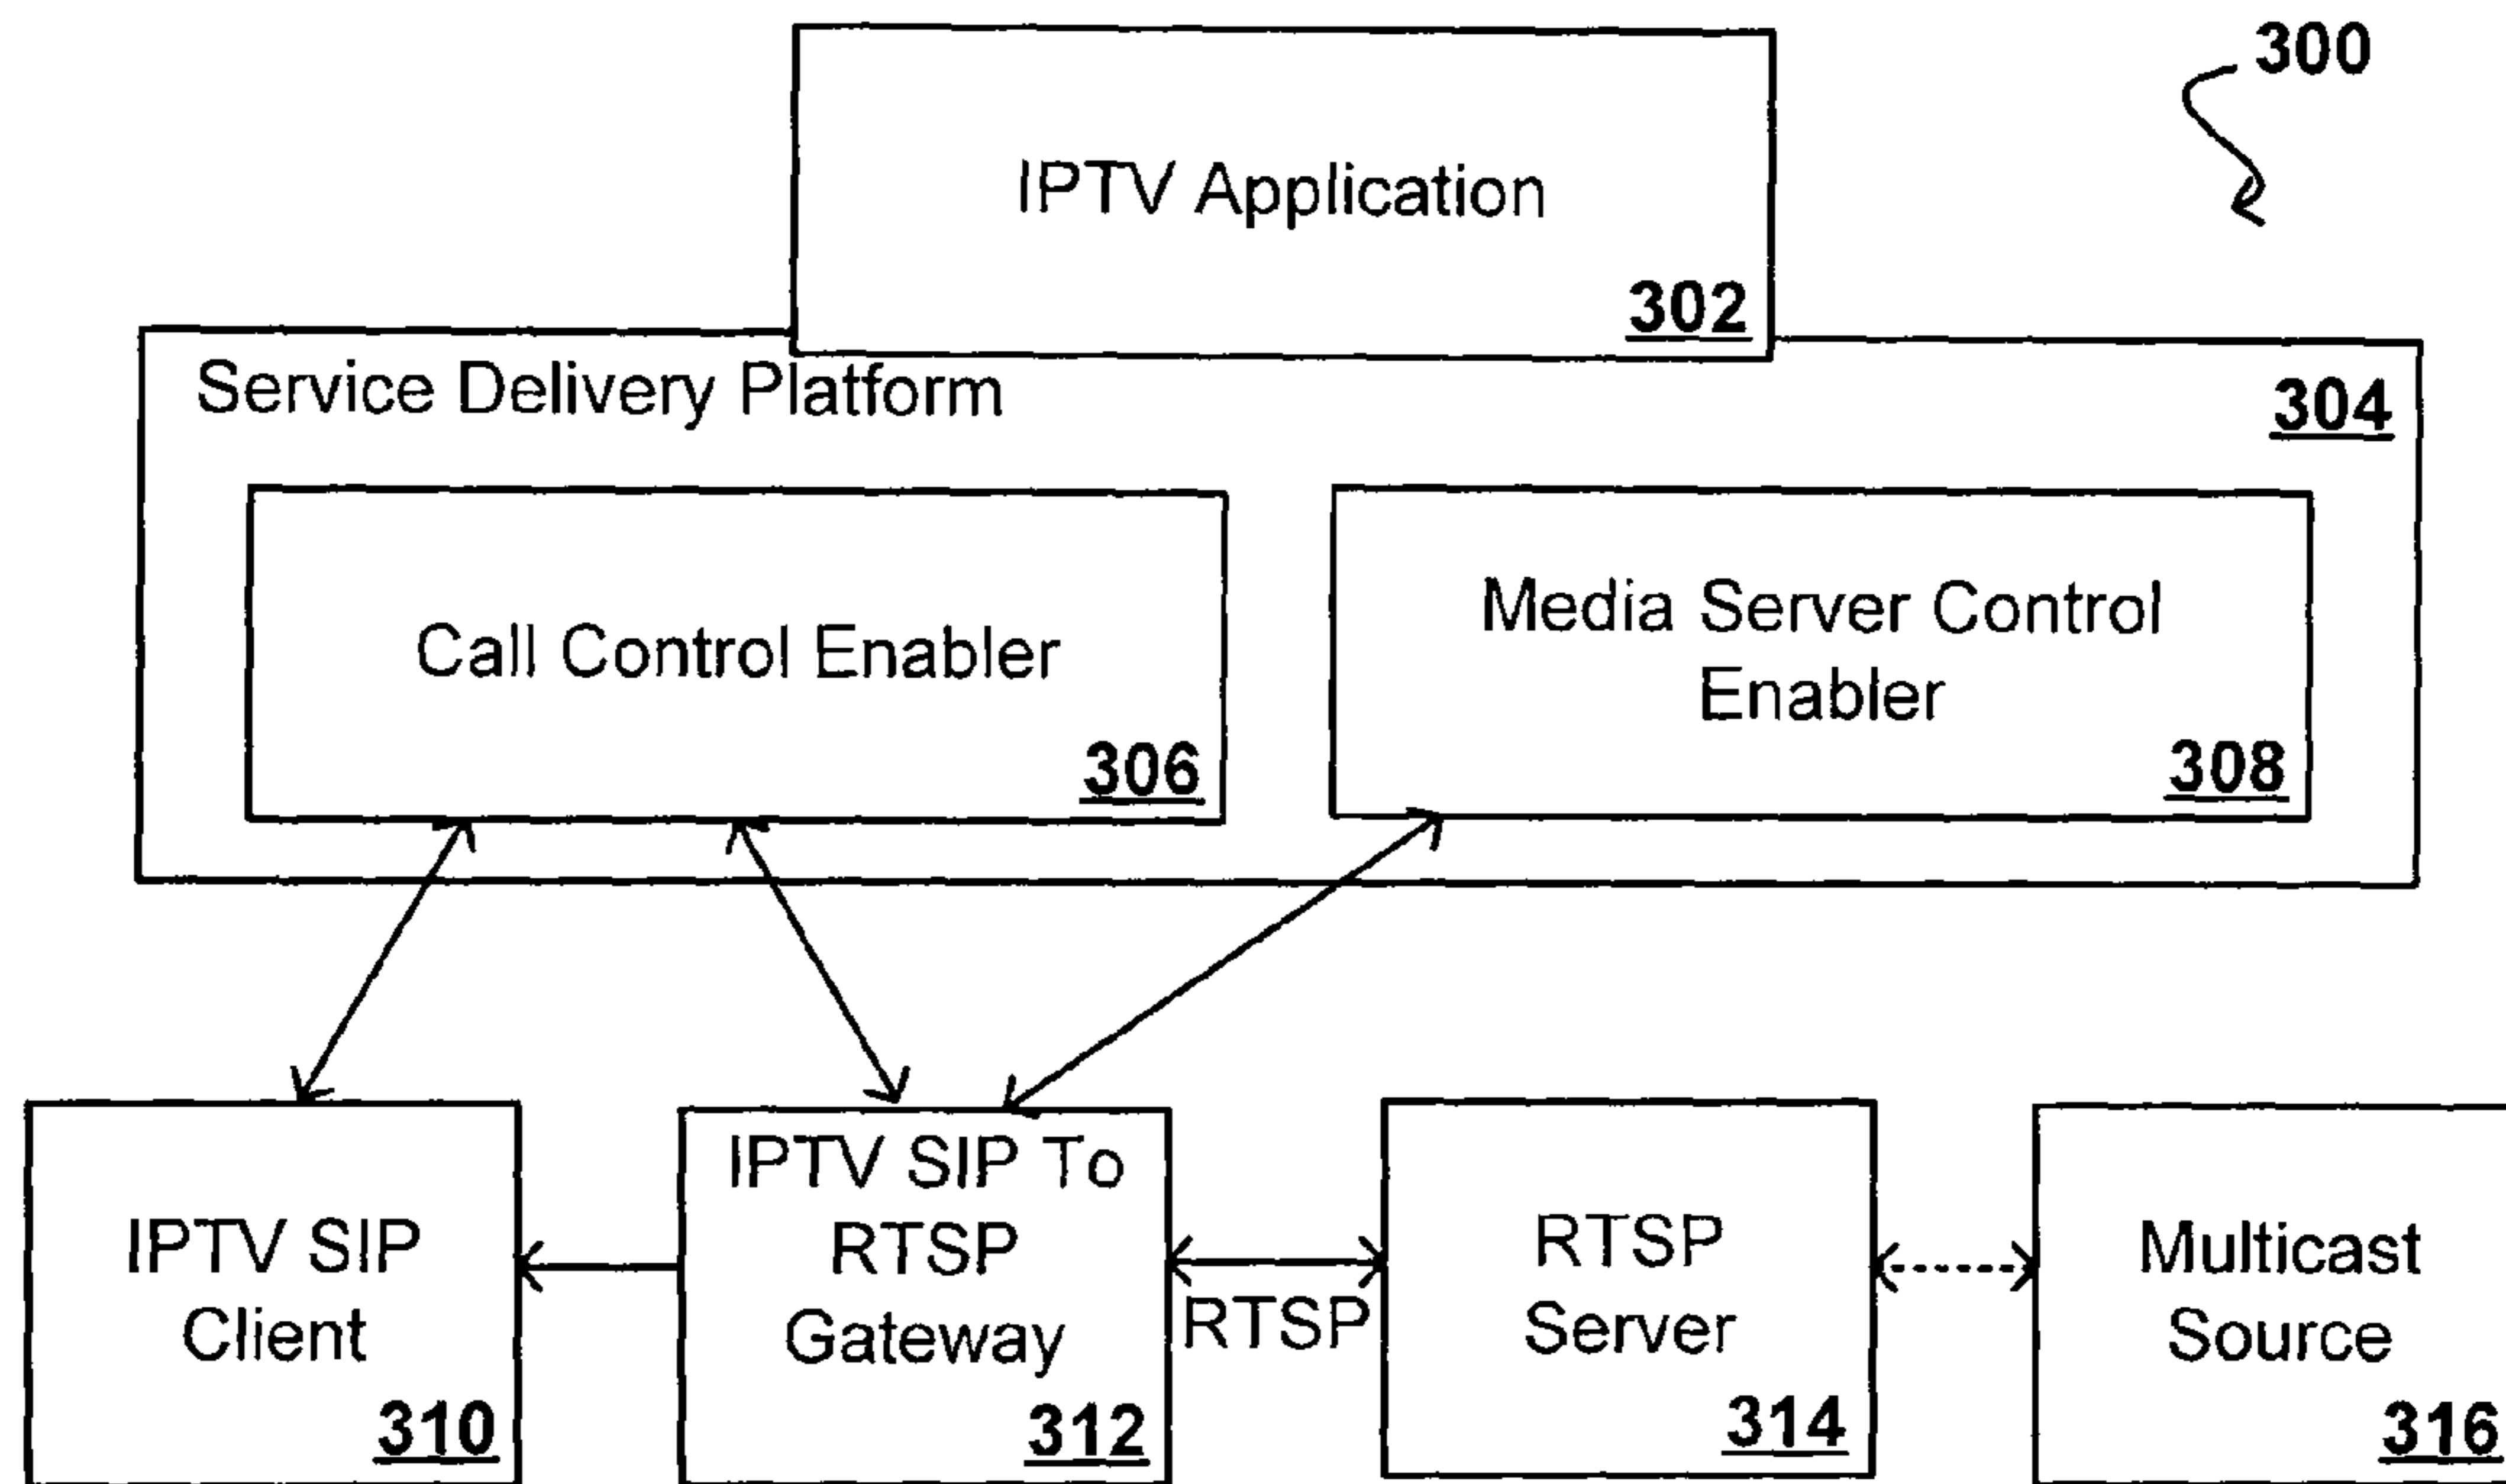 300
IPTV Application
302
Service Delivery Platform
304
Call Control Enabler
306
Media Server Control
Enabler
308
IPTV SIP
Client
310
IPTV SIP To
RTSP
Gateway
312
RTSP
RTSP
Server
314
Multicast
Source
316